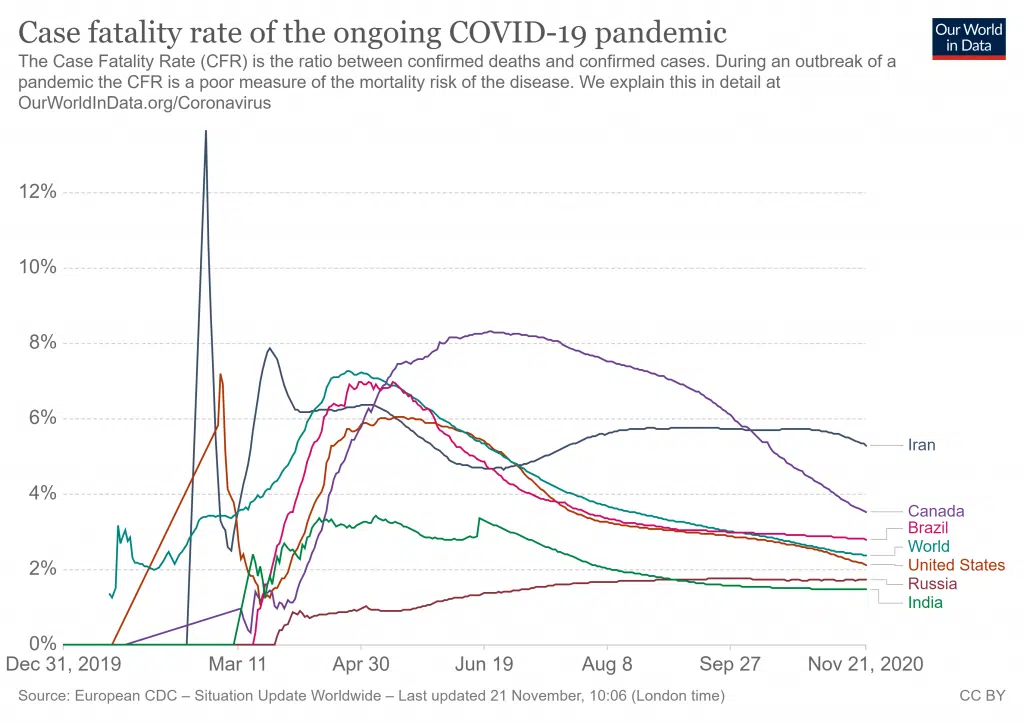 Case fatality rate of the ongoing COVID-19 pandemic
Our World
in Data
The Case Fatality Rate (CFR) is the ratio between confirmed deaths and confirmed cases. During an outbreak of a
pandemic the CFR is a poor measure of the mortality risk of the disease. We explain this in detail at
OurWorldInData.org/Coronavirus
12%
10%
8%
6%
4%
2%
0%
Iran
Canada
Brazil
World
United States
Russia
India
Dec 31, 2019
Mar 11
Apr 30
Jun 19
Aug 8
Sep 27
Nov 21, 2020
Source: European CDC – Situation Update Worldwide – Last updated 21 November, 10:06 (London time)
CC BY